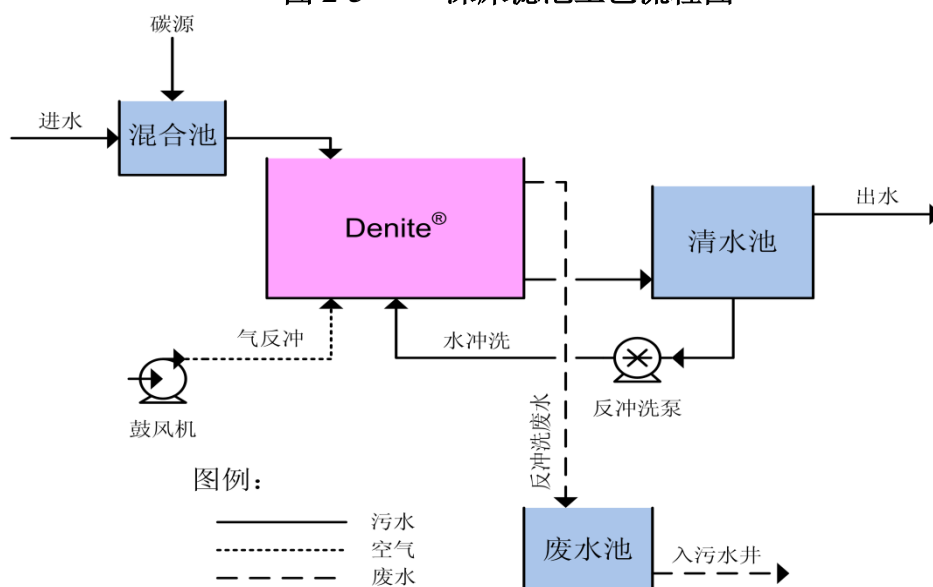 碳源
进水
混合池
Denite®
出水
清水池
气反冲
水冲洗
反冲洗泵
鼓风机
反冲洗废水
图例：
污水
空气
废水
废水池
入污水井